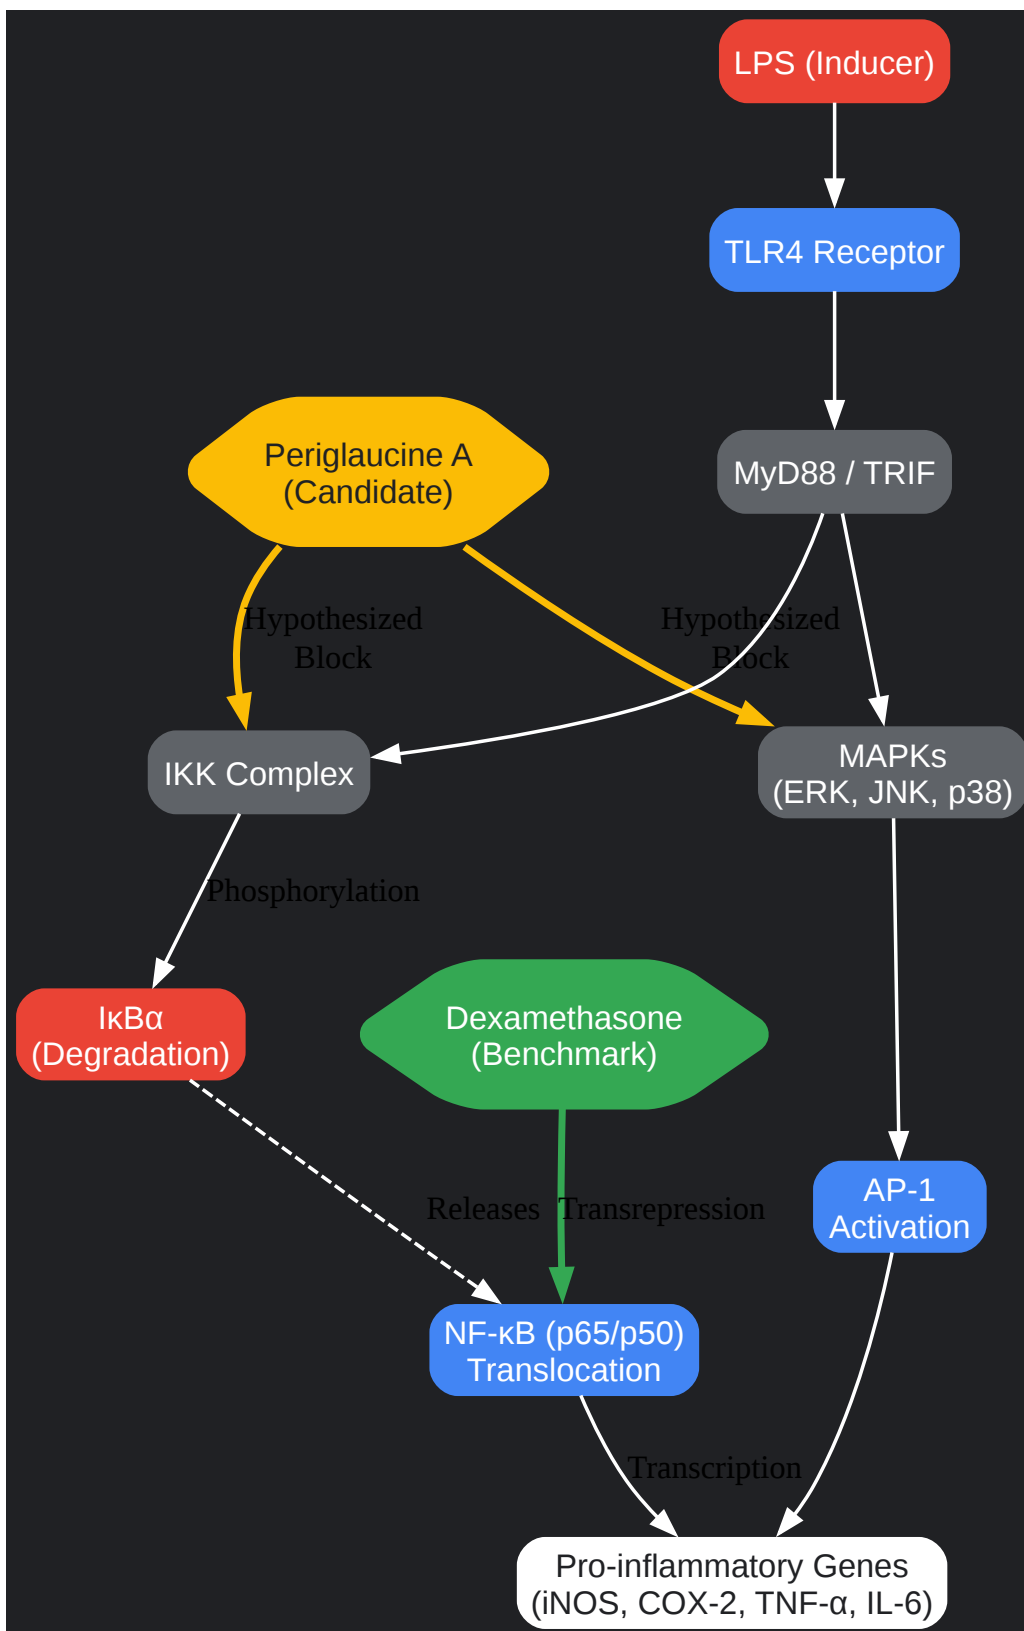 LPS (Inducer)
TLR4 Receptor
Periglaucine A
(Candidate)
MyD88 / TRIF
Hypothesized
Block
Hypothesized
Block
IKK Complex
MAPKs
(ERK, JNK, p38)
Phosphorylation
IκBα
(Degradation)
Dexamethasone
(Benchmark)
Releases
Transrepression
AP-1
Activation
NF-κB (p65/p50)
Translocation
Transcription
Pro-inflammatory Genes
(iNOS, COX-2, TNF-α, IL-6)